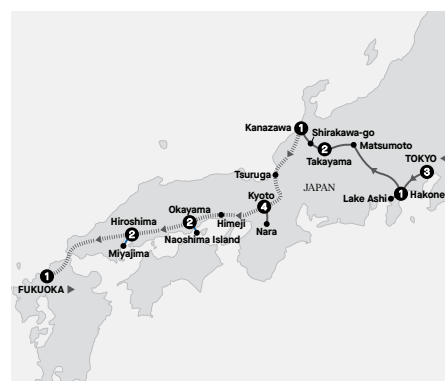 Kanazawa
1
Shirakawa-go
2
Matsumoto
Takayama
TOKYO
3
Tsuruga
JAPAN
Kyoto
4
Lake Ashi
1
Hakone
Okayama
2
Himeji
Nara
Hiroshima
2
Naoshima Island
Miyajima
1
FUKUOKA